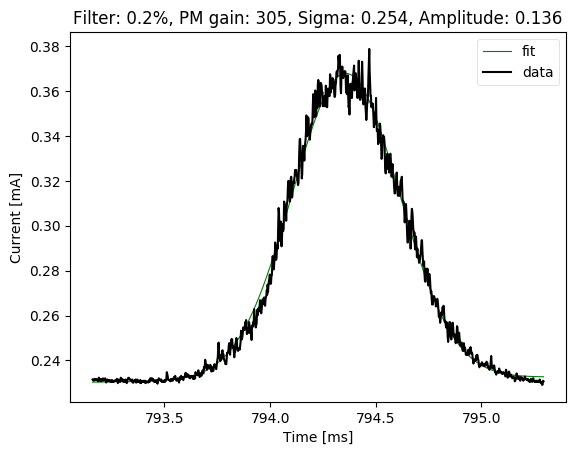 Filter: 0.2%, PM gain: 305, Sigma: 0.254, Amplitude: 0.136
fit
data
0.38
0.36
0.34
0.32
0.30
0.28
0.26
0.24
Current [mA]
793.5
794.0
794.5
795.0
Time [ms]